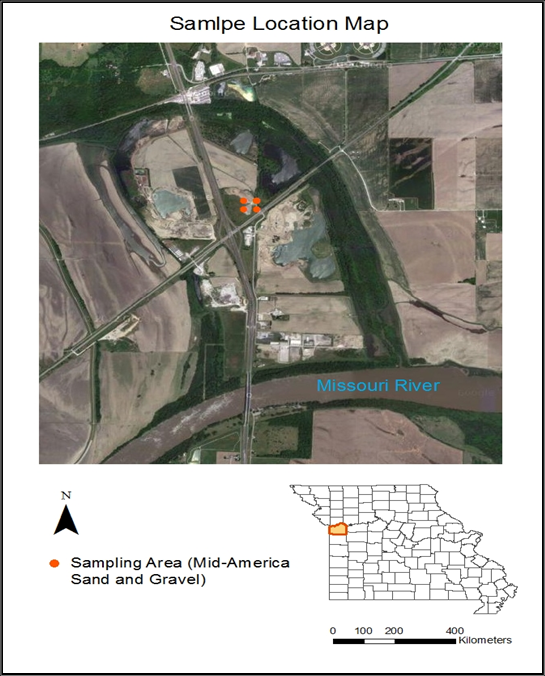 Samlpe Location Map
Missouri River
N
Sampling Area (Mid-America
Sand and Gravel)
0 100 200 400
Kilometers